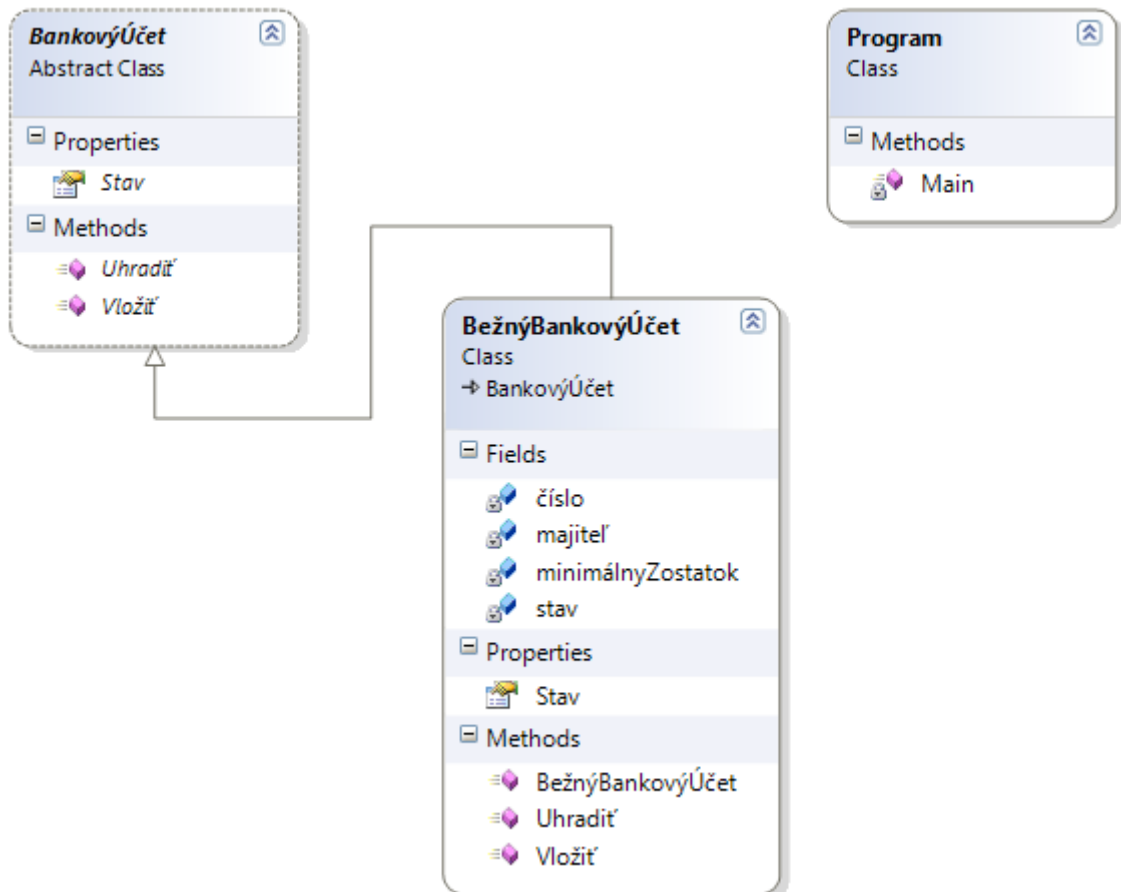 BankovýÚčet
Abstract Class
Properties
Stav
Methods
Uhradiť
Vložiť
Program
Class
Methods
Main
BežnýBankovýÚčet
Class
BankovýÚčet
Fields
číslo
majiteľ
minimálnyZostatok
stav
Properties
Stav
Methods
BežnýBankovýÚčet
Uhradiť
Vložiť